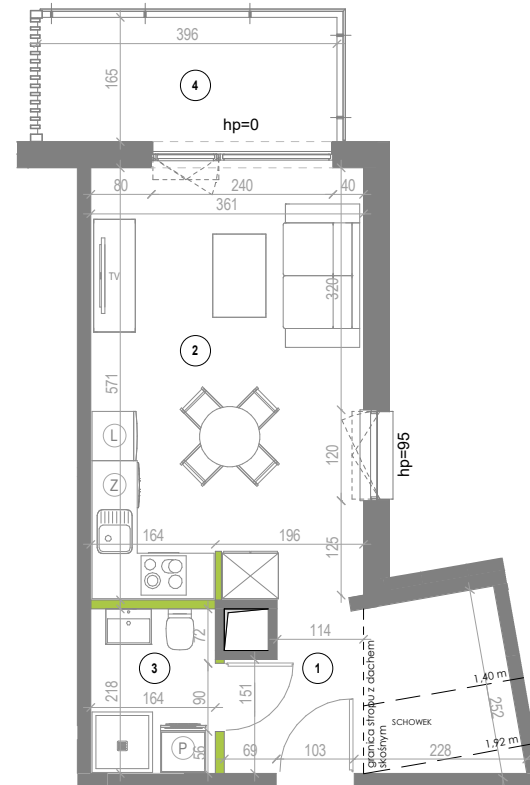 396
165
4
hp=0
80
240
40
361
TV
320
2
571
L
120
hp=95
Z
164
196
125
72
114
3
1
218
164
90
151
granica stropu z dachem
skośnym
1,40 m
252
SCHOWEK
1,92 m
P
56
69
103
228